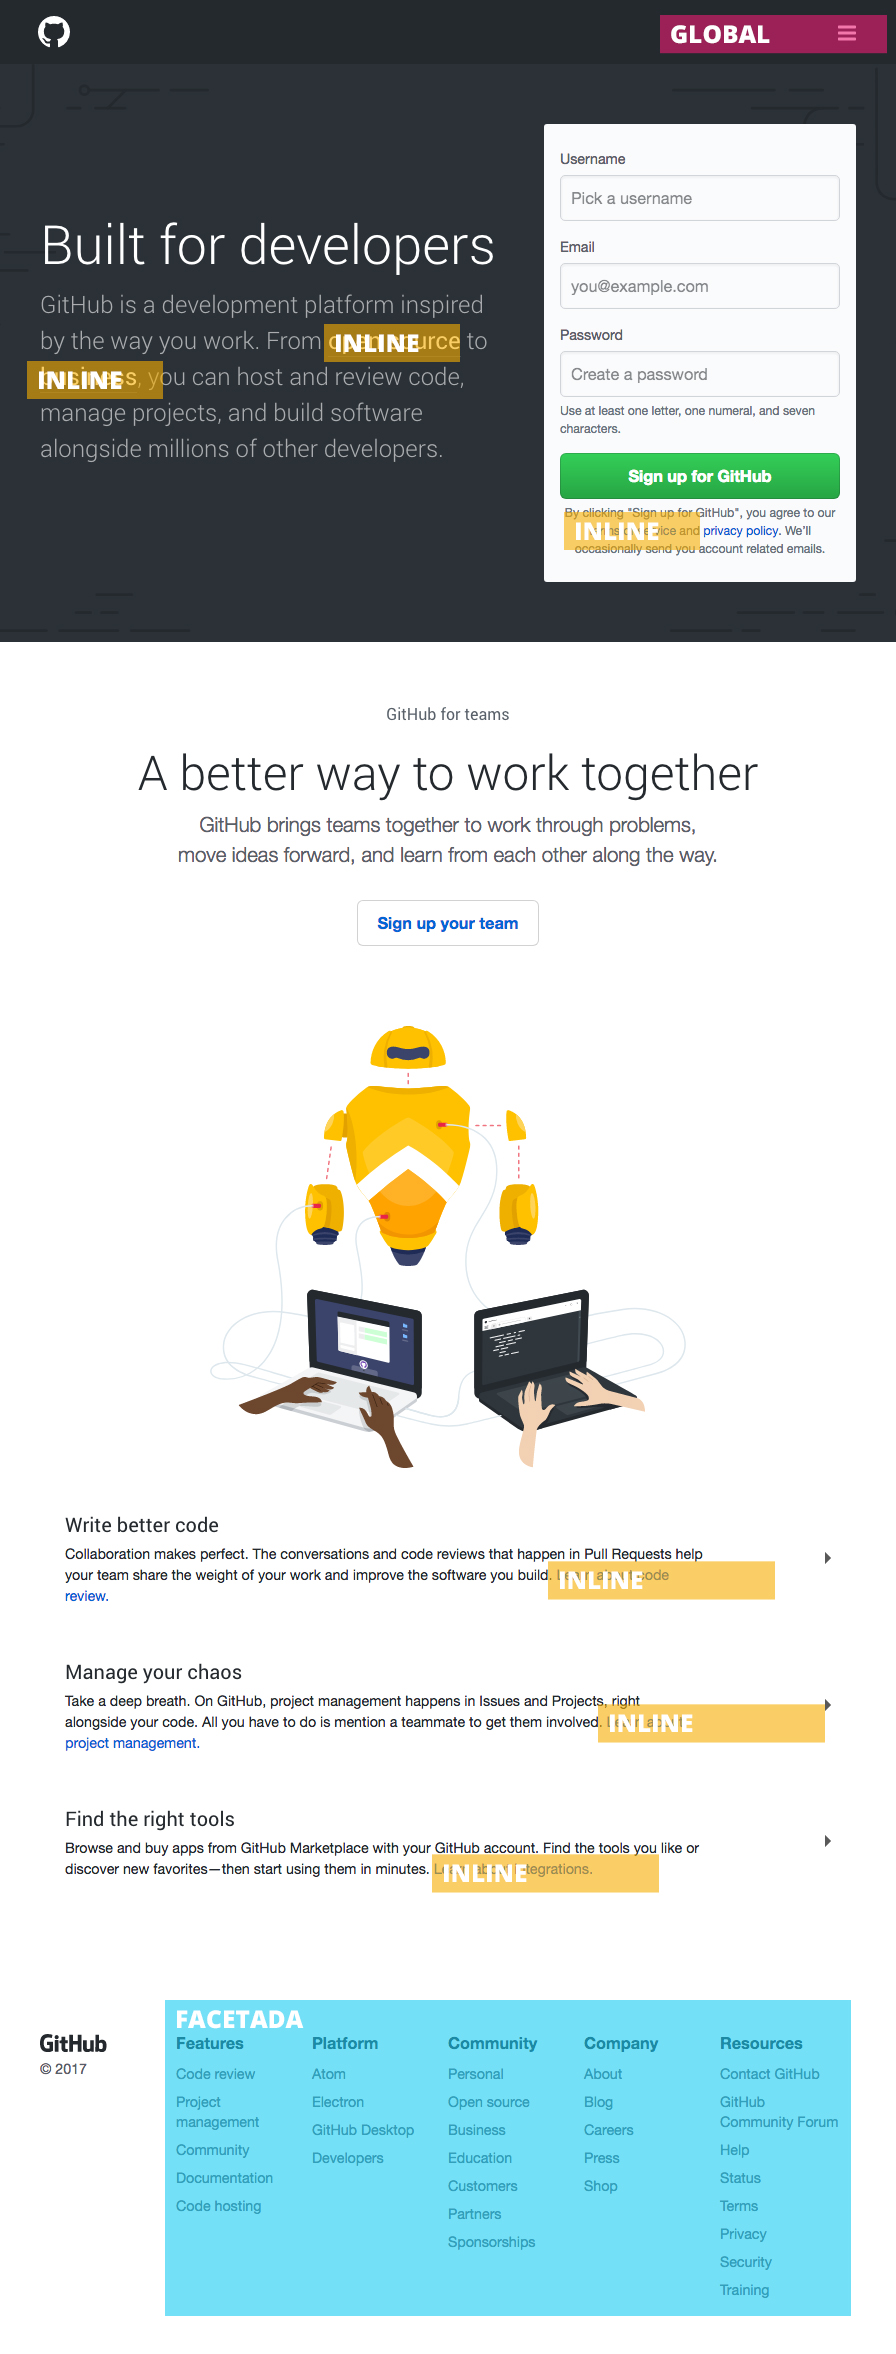 GLOBAL
Built for developers
GitHub is a development platform inspired
by the way you work. From INLINE to
INLINE, you can host and review code,
manage projects, and build software
alongside millions of other developers.
Username
Pick a username
Email
you@example.com
Password
Create a password
Use at least one letter, one numeral, and seven
characters.
Sign up for GitHub
By clicking "Sign up for GitHub", you agree to our
INLINE and privacy policy. We'll
occasionally send you account related emails.
GitHub for teams
A better way to work together
GitHub brings teams together to work through problems,
move ideas forward, and learn from each other along the way.
Sign up your team
Write better code
Collaboration makes perfect. The conversations and code reviews that happen in Pull Requests help
your team share the weight of your work and improve the software you build. INLINE code
review.
Manage your chaos
Take a deep breath. On GitHub, project management happens in Issues and Projects, right
alongside your code. All you have to do is mention a teammate to get them involved. INLINE
project management.
Find the right tools
Browse and buy apps from GitHub Marketplace with your GitHub account. Find the tools you like or
discover new favorites—then start using them in minutes. INLINE integrations.
GitHub
© 2017
FACETADA
Features
Code review
Project
management
Community
Documentation
Code hosting
Platform
Atom
Electron
GitHub Desktop
Developers
Community
Personal
Open source
Business
Education
Customers
Partners
Sponsorships
Company
About
Blog
Careers
Press
Shop
Resources
Contact GitHub
GitHub
Community Forum
Help
Status
Terms
Privacy
Security
Training